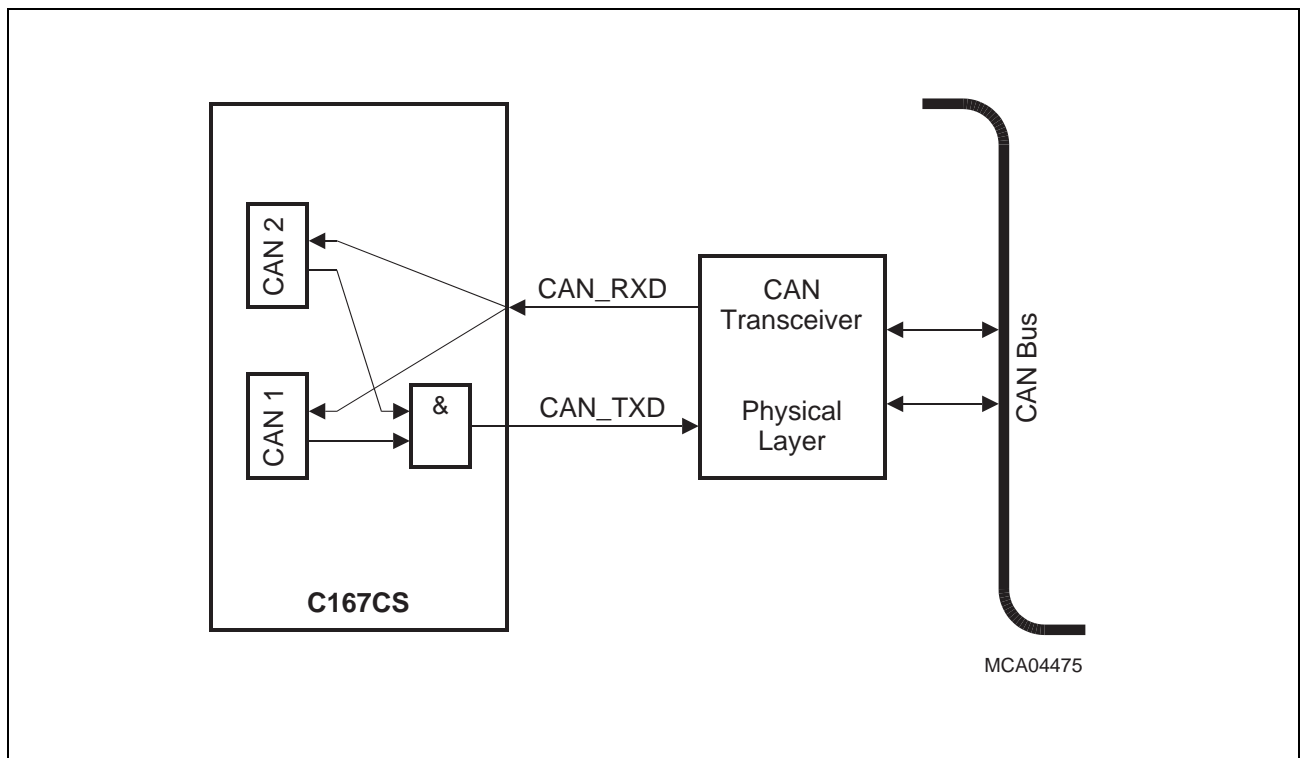 CAN 2
CAN 1
&
C167CS
CAN_RXD
CAN_TXD
CAN
Transceiver
Physical
Layer
CAN Bus
MCA04475